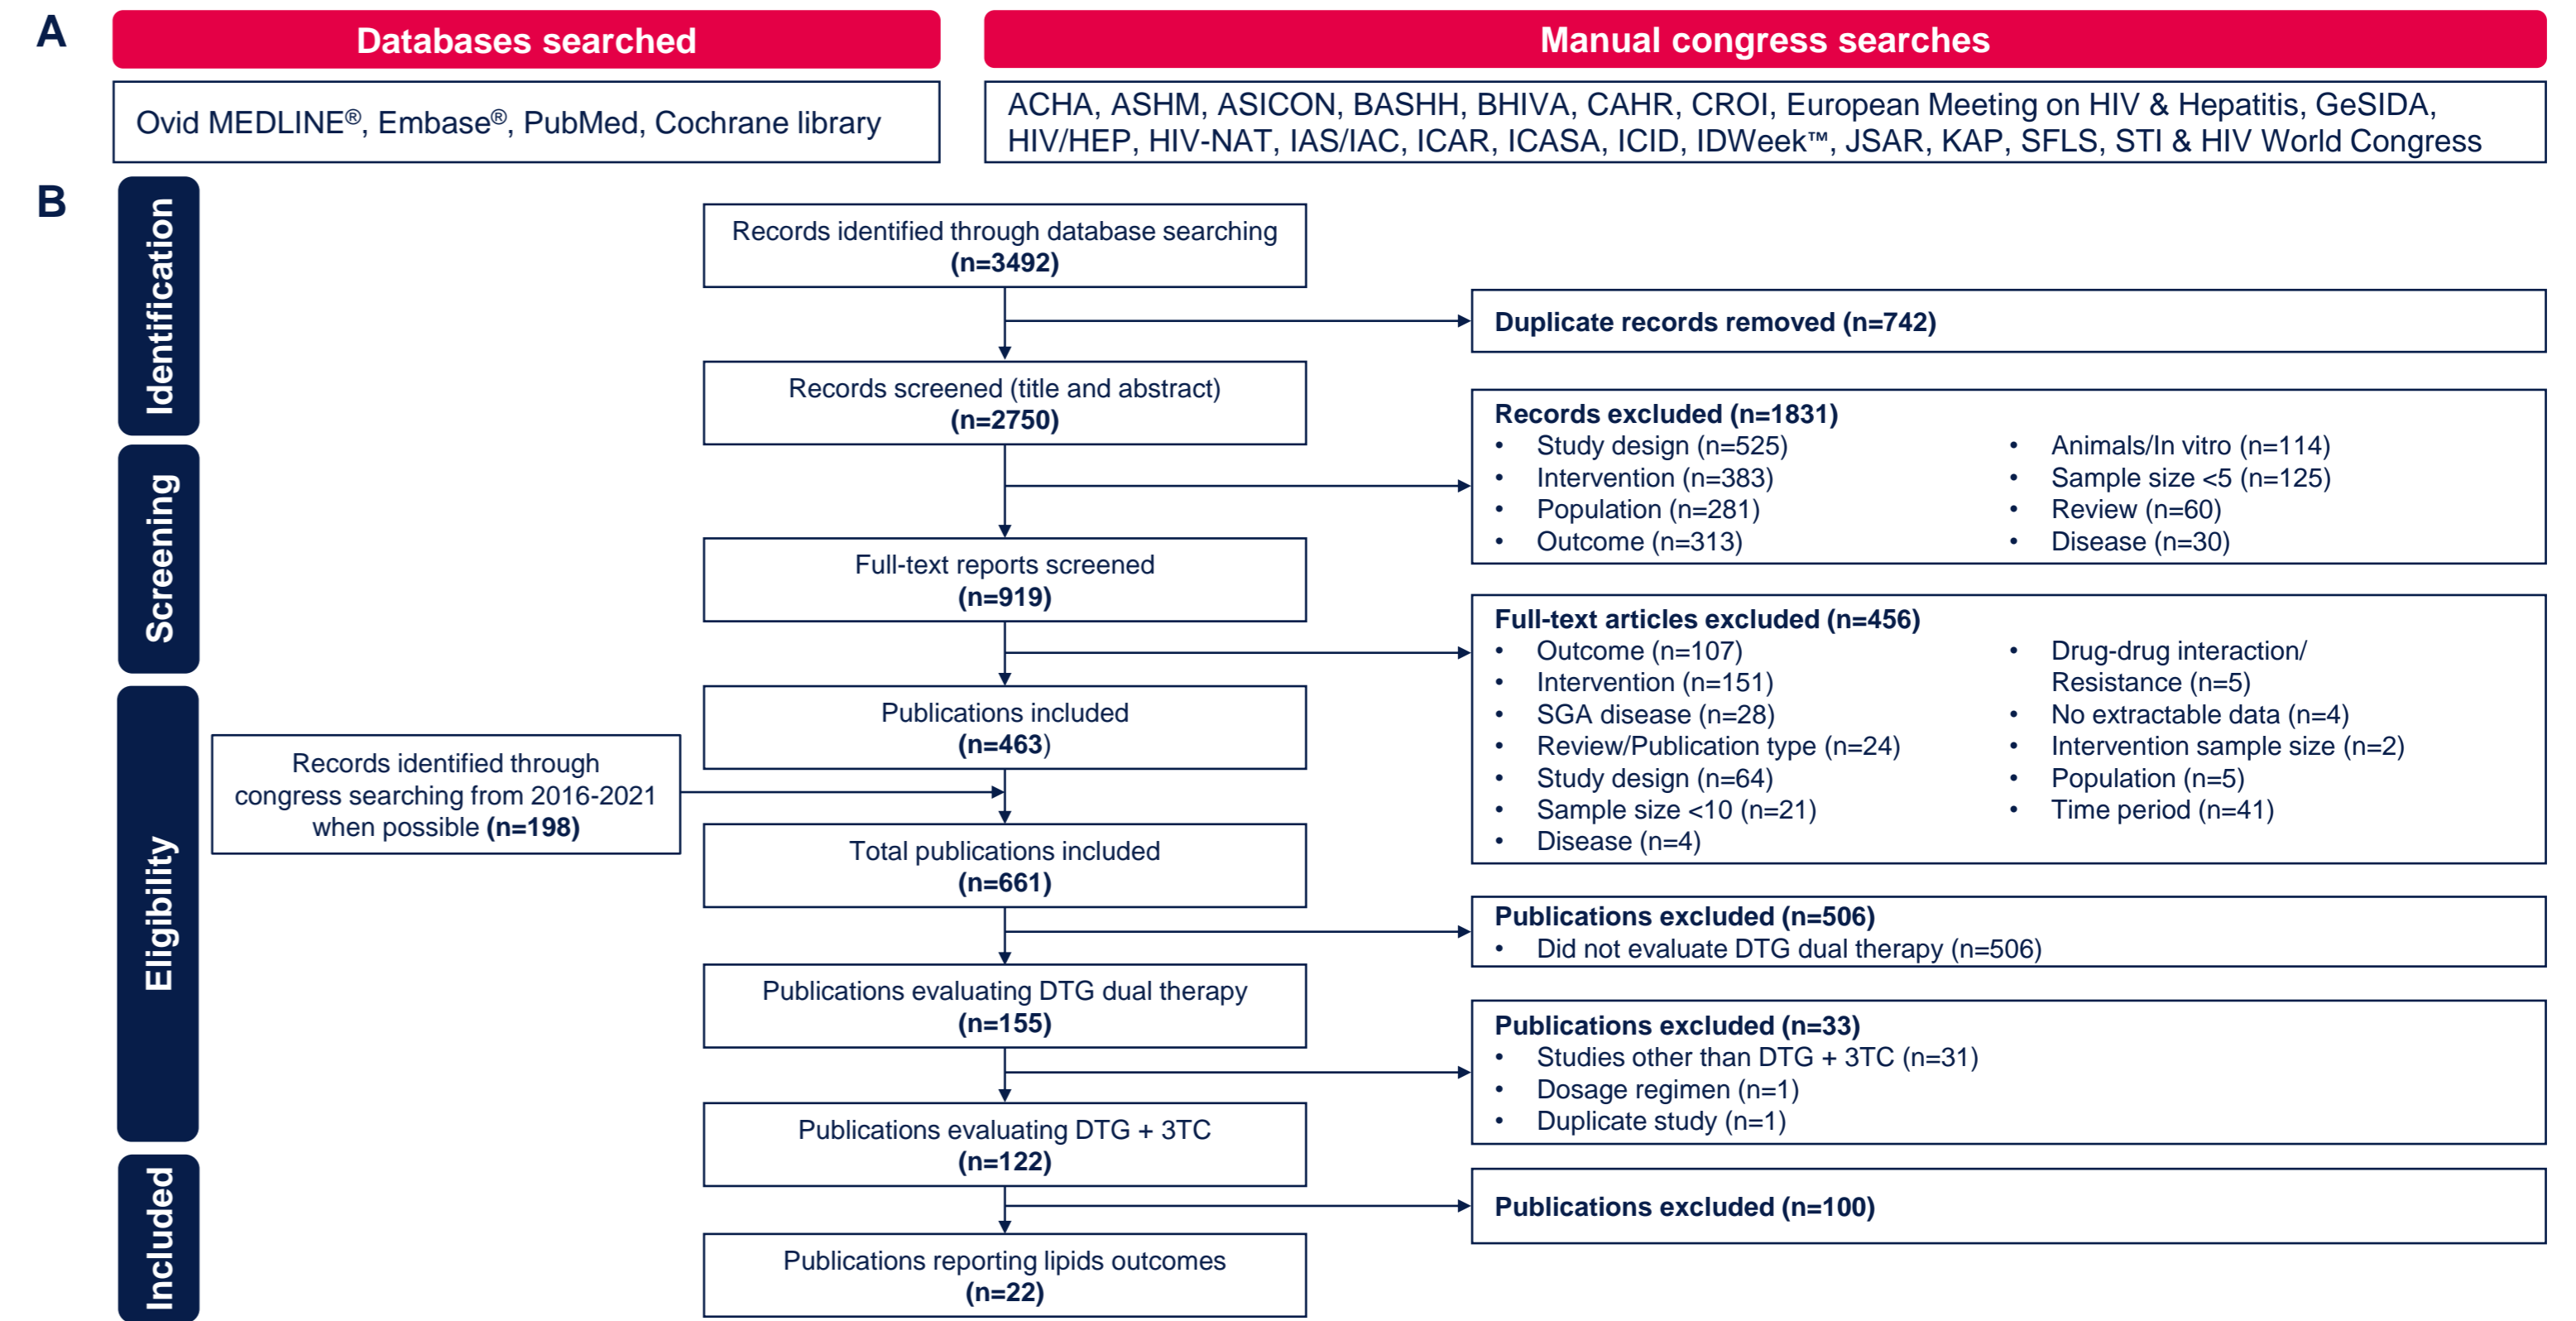 A
Databases searched
Manual congress searches
Ovid MEDLINE®, Embase®, PubMed, Cochrane library
ACHA, ASHM, ASICON, BASHH, BHIVA, CAHR, CROI, European Meeting on HIV & Hepatitis, GeSIDA,
HIV/HEP, HIV-NAT, IAS/IAC, ICAR, ICASA, ICID, IDWeek™, JSAR, KAP, SFLS, STI & HIV World Congress
B
Identification
Records identified through database searching
(n=3492)
Duplicate records removed (n=742)
Records screened (title and abstract)
(n=2750)
Screening
Records excluded (n=1831)
• Study design (n=525)
• Intervention (n=383)
• Population (n=281)
• Outcome (n=313)
• Animals/In vitro (n=114)
• Sample size <5 (n=125)
• Review (n=60)
• Disease (n=30)
Full-text reports screened
(n=919)
Full-text articles excluded (n=456)
• Outcome (n=107)
• Intervention (n=151)
• SGA disease (n=28)
• Review/Publication type (n=24)
• Study design (n=64)
• Sample size <10 (n=21)
• Disease (n=4)
• Drug-drug interaction/
Resistance (n=5)
• No extractable data (n=4)
• Intervention sample size (n=2)
• Population (n=5)
• Time period (n=41)
Eligibility
Publications included
(n=463)
Records identified through
congress searching from 2016-2021
when possible (n=198)
Total publications included
(n=661)
Publications excluded (n=506)
• Did not evaluate DTG dual therapy (n=506)
Publications evaluating DTG dual therapy
(n=155)
Publications excluded (n=33)
• Studies other than DTG + 3TC (n=31)
• Dosage regimen (n=1)
• Duplicate study (n=1)
Publications evaluating DTG + 3TC
(n=122)
Included
Publications excluded (n=100)
Publications reporting lipids outcomes
(n=22)